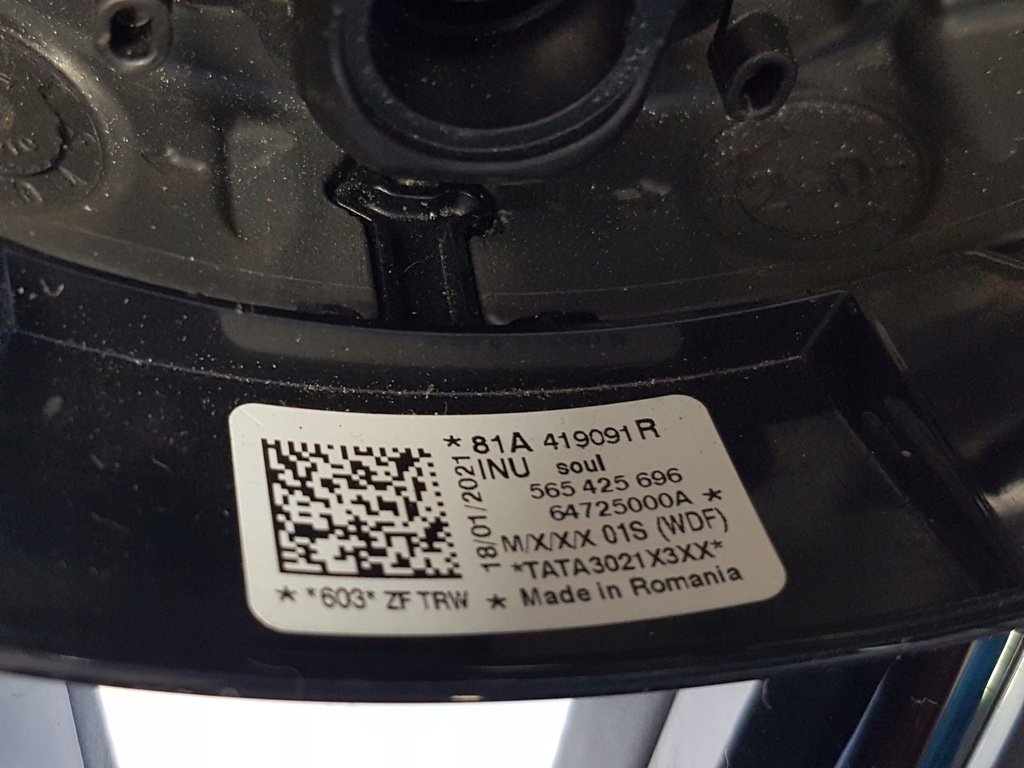 *81A 419091R
INU soul
565 425 696
64725000A *
M/X/X/X 01S (WDF)
*TATA3021X3XX*
18/01/2021
* *603* ZF TRW * Made in Romania